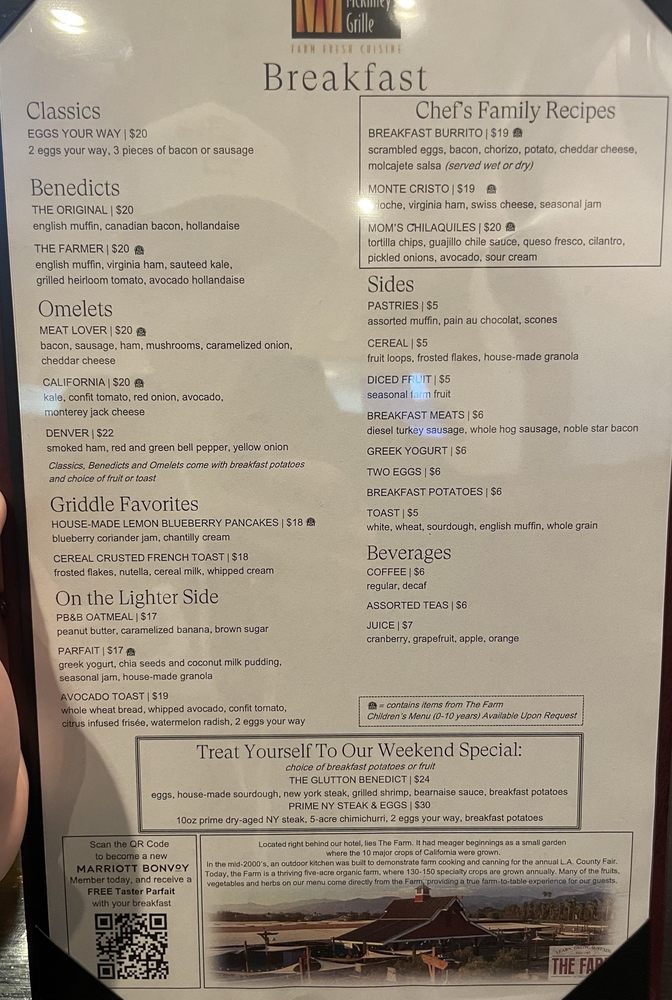 McKinley
Grille
FARM FRESH CUISINE
Breakfast
Classics
EGGS YOUR WAY | $20
2 eggs your way, 3 pieces of bacon or sausage
Benedicts
THE ORIGINAL | $20
english muffin, canadian bacon, hollandaise
THE FARMER | $20
english muffin, virginia ham, sauteed kale,
grilled heirloom tomato, avocado hollandaise
Omelets
MEAT LOVER | $20
bacon, sausage, ham, mushrooms, caramelized onion,
cheddar cheese
CALIFORNIA | $20
kale, confit tomato, red onion, avocado,
monterey jack cheese
DENVER | $22
smoked ham, red and green bell pepper, yellow onion
Classics, Benedicts and Omelets come with breakfast potatoes
and choice of fruit or toast
Griddle Favorites
HOUSE-MADE LEMON BLUEBERRY PANCAKES | $18
blueberry coriander jam, chantilly cream
CEREAL CRUSTED FRENCH TOAST | $18
frosted flakes, nutella, cereal milk, whipped cream
On the Lighter Side
PB&B OATMEAL | $17
peanut butter, caramelized banana, brown sugar
PARFAIT | $17
greek yogurt, chia seeds and coconut milk pudding,
seasonal jam, house-made granola
AVOCADO TOAST | $19
whole wheat bread, whipped avocado, confit tomato,
citrus infused frisée, watermelon radish, 2 eggs your way
Chef's Family Recipes
BREAKFAST BURRITO | $19
scrambled eggs, bacon, chorizo, potato, cheddar cheese,
molcajete salsa (served wet or dry)
MONTE CRISTO | $19
virginia ham, swiss cheese, seasonal jam
MOM'S CHILAQUILES | $20
tortilla chips, guajillo chile sauce, queso fresco, cilantro,
pickled onions, avocado, sour cream
Sides
PASTRIES | $5
assorted muffin, pain au chocolat, scones
CEREAL | $5
fruit loops, frosted flakes, house-made granola
DICED FRUIT | $5
seasonal farm fruit
BREAKFAST MEATS | $6
diesel turkey sausage, whole hog sausage, noble star bacon
GREEK YOGURT | $6
TWO EGGS | $6
BREAKFAST POTATOES | $6
TOAST | $5
white, wheat, sourdough, english muffin, whole grain
Beverages
COFFEE | $6
regular, decaf
ASSORTED TEAS | $6
JUICE | $7
cranberry, grapefruit, apple, orange
= contains items from The Farm
Children's Menu (0-10 years) Available Upon Request
Treat Yourself To Our Weekend Special:
choice of breakfast potatoes or fruit
THE GLUTTON BENEDICT | $24
eggs, house-made sourdough, new york steak, grilled shrimp, bearnaise sauce, breakfast potatoes
PRIME NY STEAK & EGGS | $30
10oz prime dry-aged NY steak, 5-acre chimichurri, 2 eggs your way, breakfast potatoes
Scan the QR Code
to become a new
MARRIOTT BONVOY
Member today, and receive a
FREE Taster Parfait
with your breakfast
Located right behind our hotel, lies The Farm. It had meager beginnings as a small garden
where the 10 major crops of California were grown.
In the mid-2000's, an outdoor kitchen was built to demonstrate farm cooking and canning for the annual L.A. County Fair.
Today, the Farm is a thriving five-acre organic farm, where 130-150 specialty crops are grown annually. Many of the fruits,
vegetables and herbs on our menu come directly from the Farm, providing a true farm-to-table experience for our guests.
THE FAR